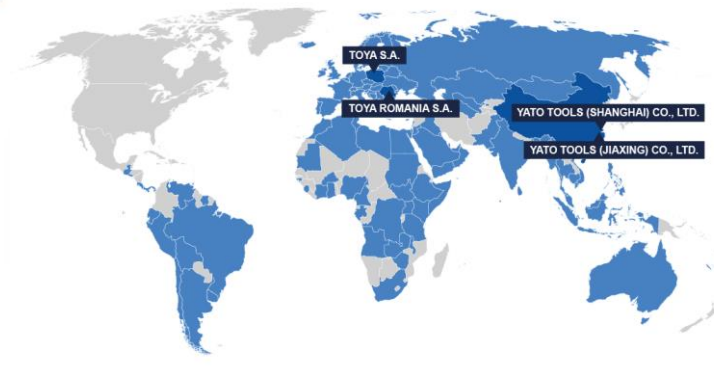 TOYA S.A.
TOYA ROMANIA S.A.
YATO TOOLS (SHANGHAI) CO., LTD.
YATO TOOLS (JIAXING) CO., LTD.